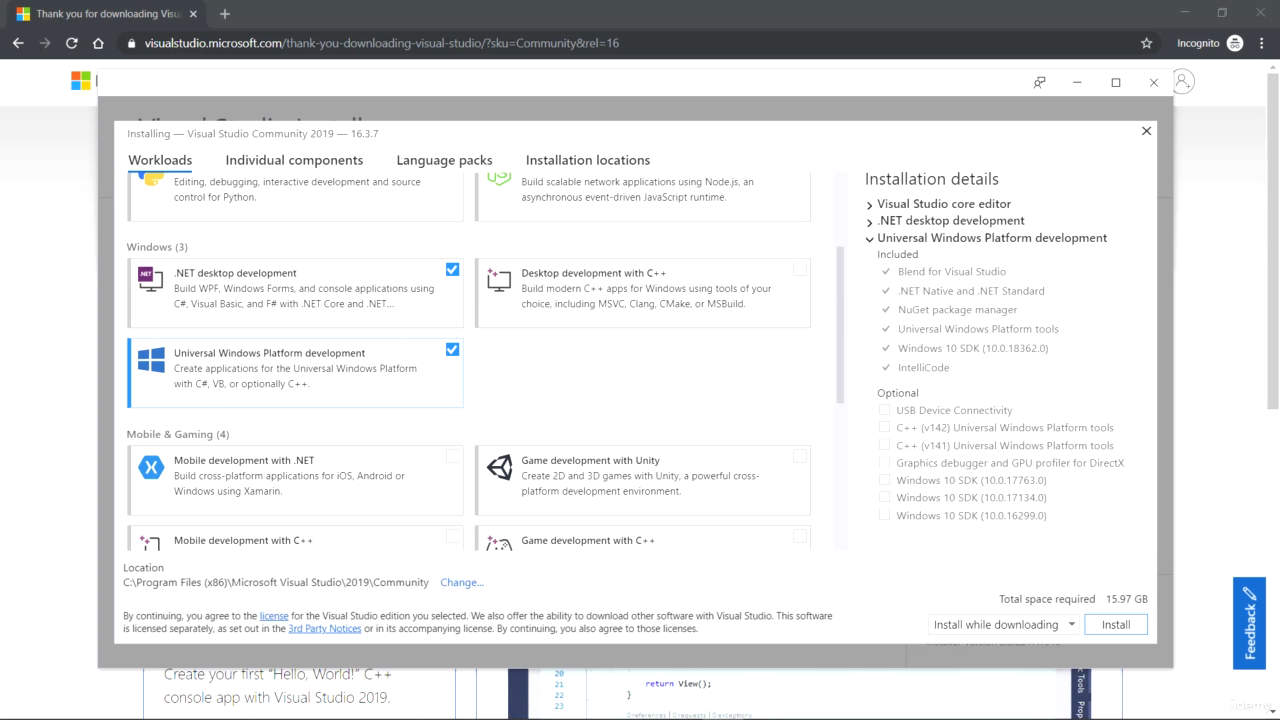 Thank you for downloading Visual S
visualstudio.microsoft.com/thank-you-downloading-visual-studio/?sku=Community&rel=16
Incognito
Installing — Visual Studio Community 2019 — 16.3.7
Workloads
Individual components
Language packs
Installation locations
Editing, debugging, interactive development and source
control for Python.
Build scalable network applications using Node.js, an
asynchronous event-driven JavaScript runtime.
Windows (3)
.NET
.NET desktop development
Build WPF, Windows Forms, and console applications using
C#, Visual Basic, and F# with .NET Core and .NET...
Desktop development with C++
Build modern C++ apps for Windows using tools of your
choice, including MSVC, Clang, CMake, or MSBuild.
Universal Windows Platform development
Create applications for the Universal Windows Platform
with C#, VB, or optionally C++.
Mobile & Gaming (4)
Mobile development with .NET
Build cross-platform applications for iOS, Android or
Windows using Xamarin.
Game development with Unity
Create 2D and 3D games with Unity, a powerful cross-
platform development environment.
Mobile development with C++
Game development with C++
Installation details
Visual Studio core editor
.NET desktop development
Universal Windows Platform development
Included
Blend for Visual Studio
.NET Native and .NET Standard
NuGet package manager
Universal Windows Platform tools
Windows 10 SDK (10.0.18362.0)
IntelliCode
Optional
USB Device Connectivity
C++ (v142) Universal Windows Platform tools
C++ (v141) Universal Windows Platform tools
Graphics debugger and GPU profiler for DirectX
Windows 10 SDK (10.0.17763.0)
Windows 10 SDK (10.0.17134.0)
Windows 10 SDK (10.0.16299.0)
Location
C:\Program Files (x86)\Microsoft Visual Studio\2019\Community Change...
Total space required 15.97 GB
By continuing, you agree to the license for the Visual Studio edition you selected. We also offer the ability to download other software with Visual Studio. This software
is licensed separately, as set out in the 3rd Party Notices or in its accompanying license. By continuing, you also agree to those licenses.
Install while downloading
Install
Feedback
Create your first “Hello, World!” C++
console app with Visual Studio 2019.
20
21 return View();
22 }
23
0 references | 0 requests | 0 exceptions
Tools
Prop
udemy